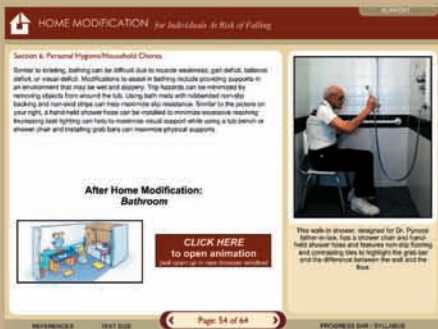 SUPPORT
HOME MODIFICATION for Individuals At Risk of Falling
Section 6: Personal Hygiene/Household Chores
Similar to toileting, bathing can be difficult due to muscle weakness, gait deficit, balance
deficit, or visual deficit. Modifications to assist in bathing include providing supports in
an environment that may be wet and slippery. Trip hazards can be minimized by
removing objects from around the tub. Using bath mats with rubberized non-slip
backing and non-skid strips can help maximize slip resistance. Similar to the picture on
your right, a hand-held shower hose can be installed to minimize excessive reaching.
Increasing task lighting can help to maximize visual support while using a tub bench or
shower chair and installing grab bars can maximize physical supports.
After Home Modification:
Bathroom
CLICK HERE
to open animation
(will open up in new browser window)
This walk-in shower, designed for Dr. Pynoos'
father-in-law, has a shower chair and hand-
held shower hose and features non-slip flooring
and contrasting tiles to highlight the grab bar
and the difference between the wall and the
floor.
REFERENCES
TEXT SIZE
Page: 54 of 64
PROGRESS BAR / SYLLABUS